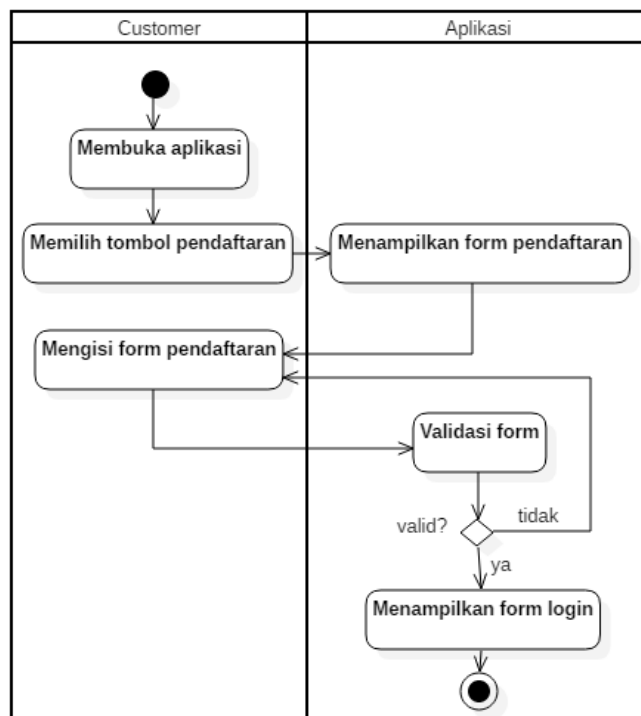 Customer
Aplikasi
Membuka aplikasi
Memilih tombol pendaftaran
Menampilkan form pendaftaran
Mengisi form pendaftaran
Validasi form
valid?
tidak
ya
Menampilkan form login